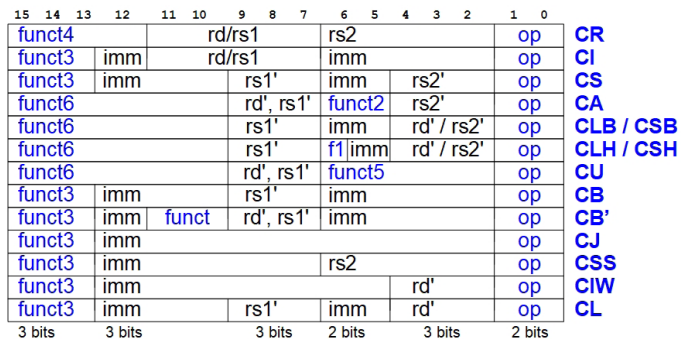 15 14 13 12 11 10 9 8 7 6 5 4 3 2 1 0
funct4 rd/rs1 rs2 op CR
funct3 imm rd/rs1 imm op CI
funct3 imm rs1' imm rs2' op CS
funct6 rd', rs1' funct2 rs2' op CA
funct6 rs1' imm rd' / rs2' op CLB / CSB
funct6 rs1' f1 imm rd' / rs2' op CLH / CSH
funct6 rd', rs1' funct5 op CU
funct3 imm rs1' imm op CB
funct3 imm funct rd', rs1' imm op CB’
funct3 imm op CJ
funct3 imm rs2 op CSS
funct3 imm rd' op CIW
funct3 imm rs1' imm rd' op CL
3 bits 3 bits 3 bits 2 bits 3 bits 2 bits